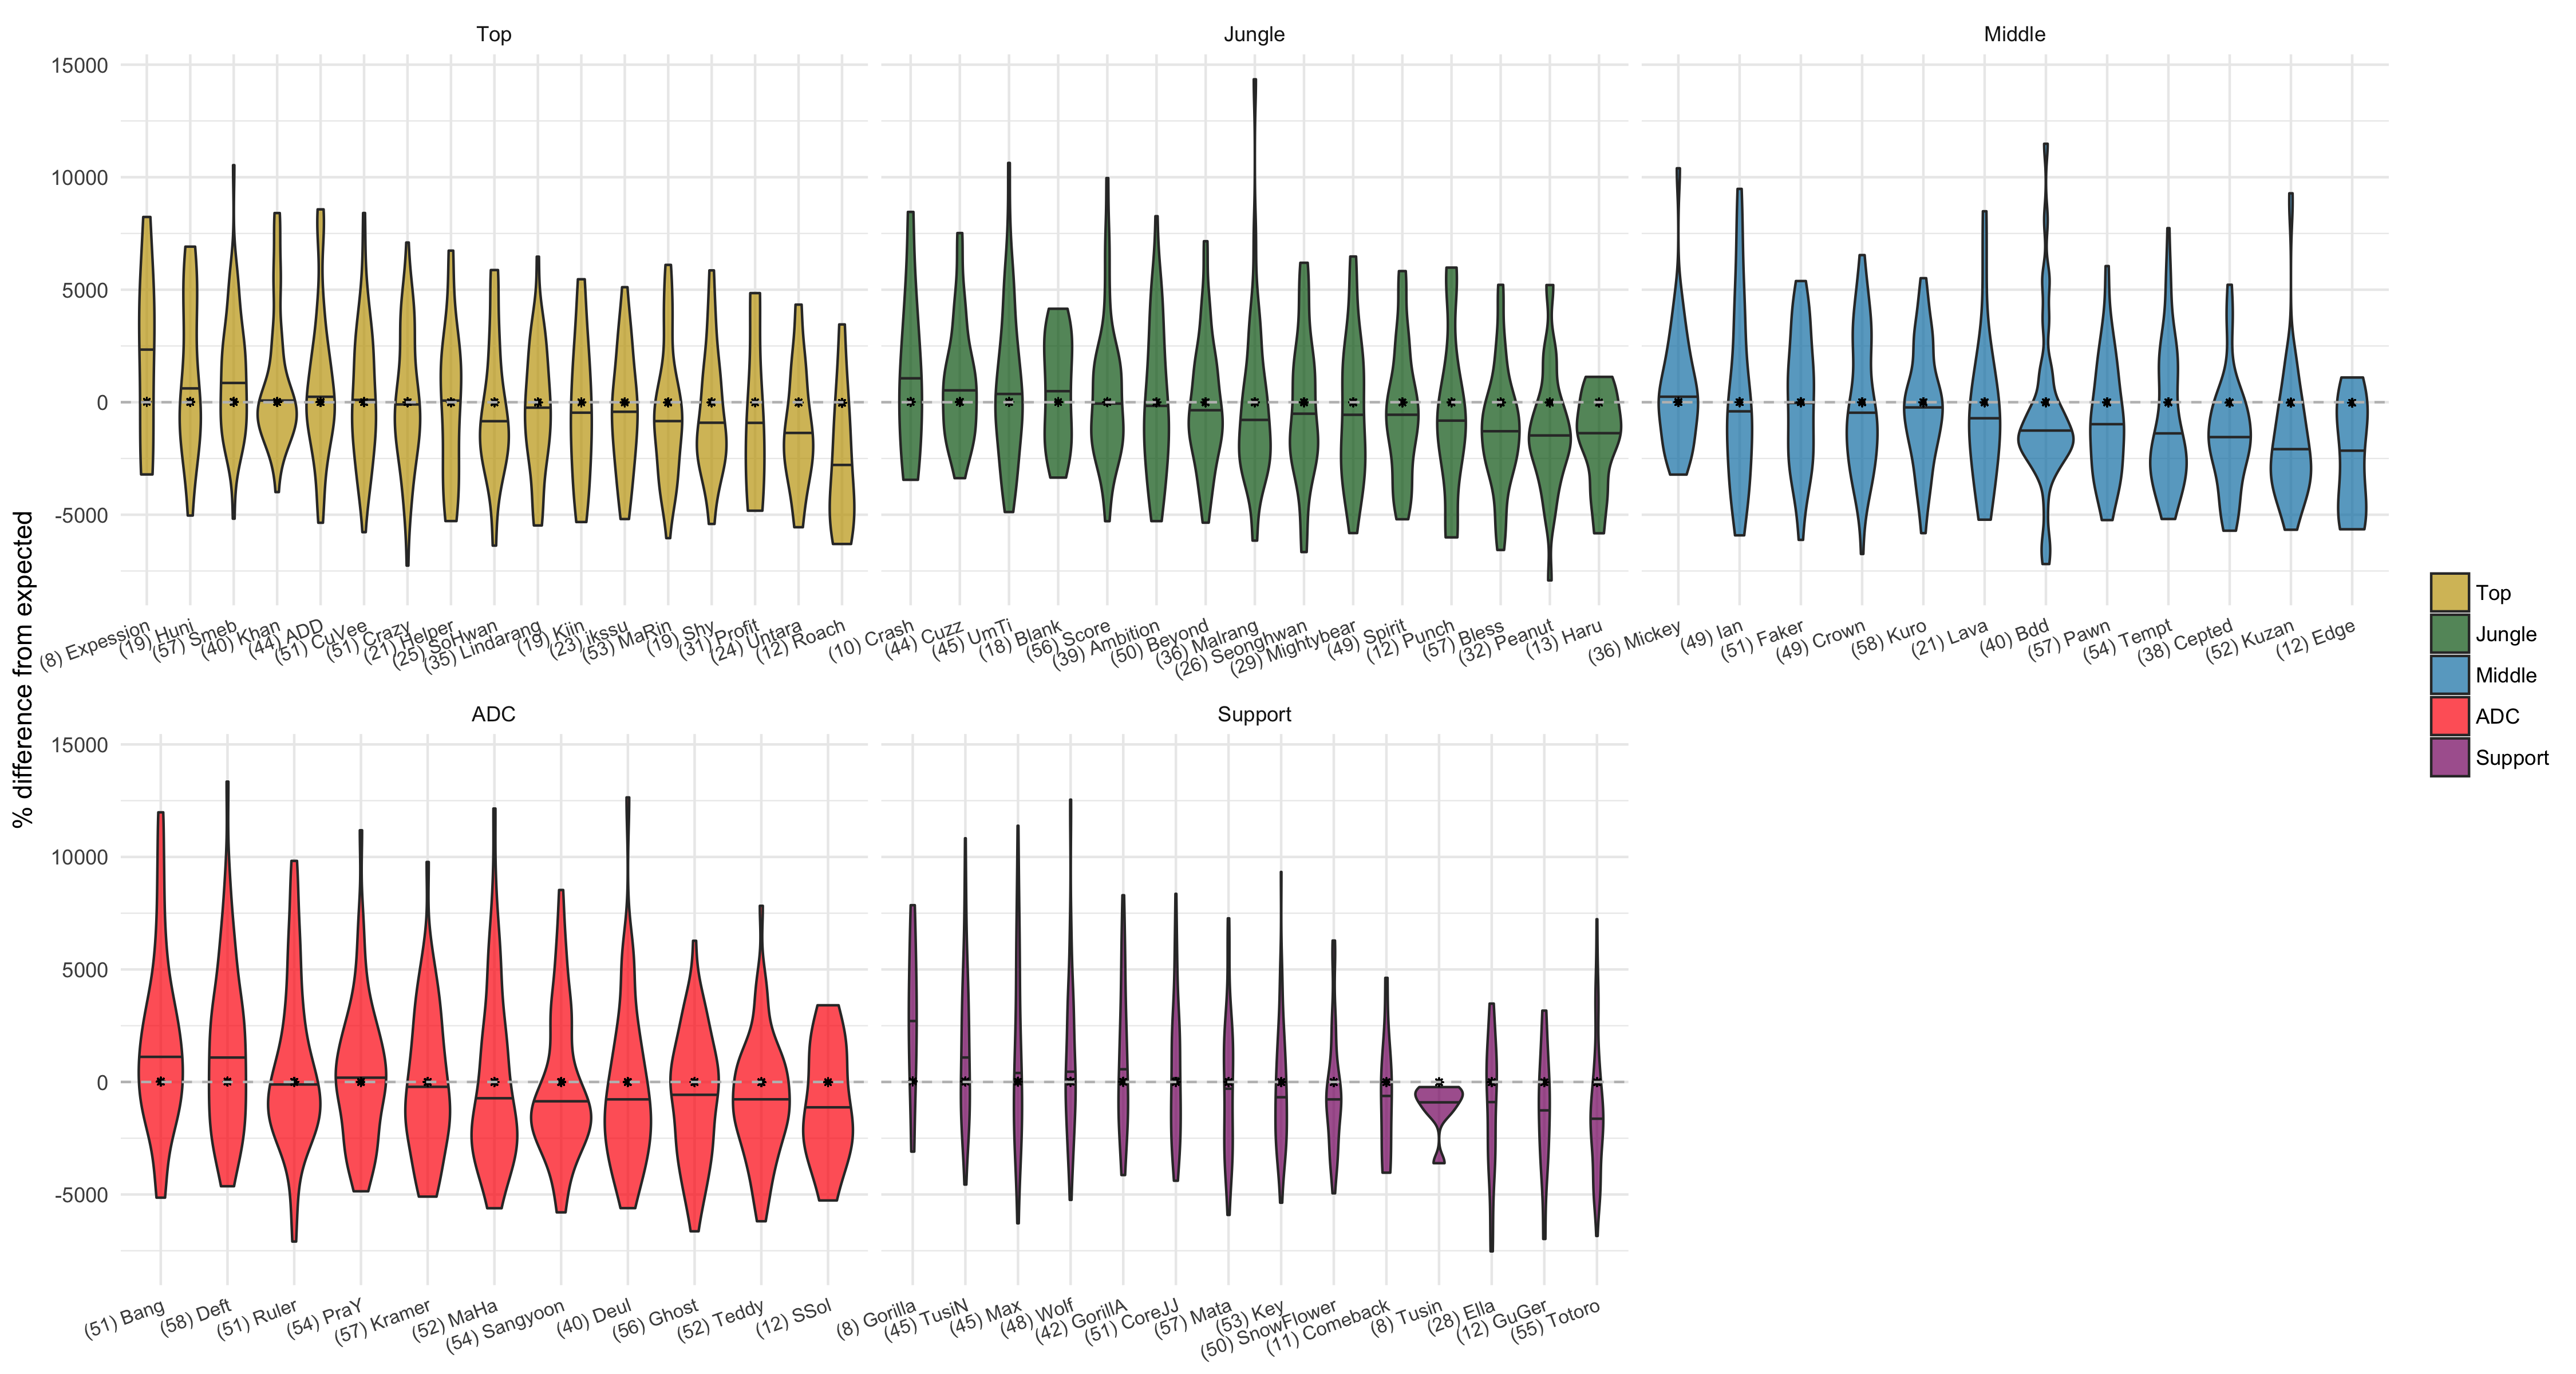 Top
Jungle
Middle
15000
10000
5000
0
-5000
(8) Expession
(19) Huni
(57) Smeb
(40) Khan
(44) ADD
(51) CuVee
(51) Crazy
(21) Helper
(25) SoHwan
(35) Lindarang
(19) Kiin
(23) ikssu
(53) MaRin
(19) Shy
(31) Profit
(24) Untara
(12) Roach
(10) Crash
(44) Cuzz
(45) UmTi
(18) Blank
(56) Score
(39) Ambition
(50) Beyond
(36) Malrang
(26) Seonghwan
(29) Mightybear
(49) Spirit
(12) Punch
(57) Bless
(32) Peanut
(13) Haru
(36) Mickey
(49) Ian
(51) Faker
(49) Crown
(58) Kuro
(21) Lava
(40) Bdd
(57) Pawn
(54) Tempt
(38) Cepted
(52) Kuzan
(12) Edge
% difference from expected
ADC
Support
15000
10000
5000
0
-5000
(51) Bang
(58) Deft
(51) Ruler
(54) PraY
(57) Kramer
(52) MaHa
(54) Sangyoon
(40) Deul
(56) Ghost
(52) Teddy
(12) SSol
(8) Gorilla
(45) TusiN
(45) Max
(48) Wolf
(42) GorillA
(51) CoreJJ
(57) Mata
(53) Key
(50) SnowFlower
(11) Comeback
(8) Tusin
(28) Ella
(12) GuGer
(55) Totoro
Top
Jungle
Middle
ADC
Support